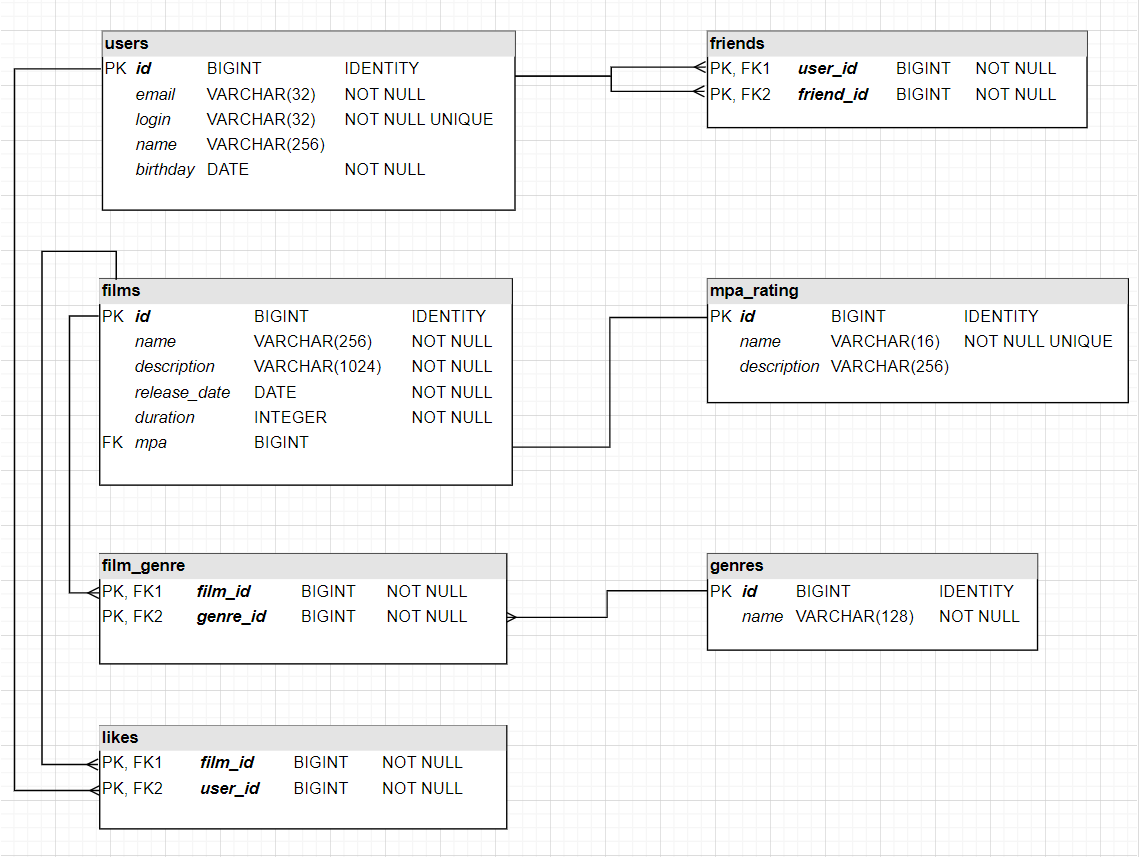 users
PK id BIGINT IDENTITY
email VARCHAR(32) NOT NULL
login VARCHAR(32) NOT NULL UNIQUE
name VARCHAR(256)
birthday DATE NOT NULL
friends
PK, FK1 user_id BIGINT NOT NULL
PK, FK2 friend_id BIGINT NOT NULL
films
PK id BIGINT IDENTITY
name VARCHAR(256) NOT NULL
description VARCHAR(1024) NOT NULL
release_date DATE NOT NULL
duration INTEGER NOT NULL
FK mpa BIGINT
mpa_rating
PK id BIGINT IDENTITY
name VARCHAR(16) NOT NULL UNIQUE
description VARCHAR(256)
film_genre
PK, FK1 film_id BIGINT NOT NULL
PK, FK2 genre_id BIGINT NOT NULL
genres
PK id BIGINT IDENTITY
name VARCHAR(128) NOT NULL
likes
PK, FK1 film_id BIGINT NOT NULL
PK, FK2 user_id BIGINT NOT NULL